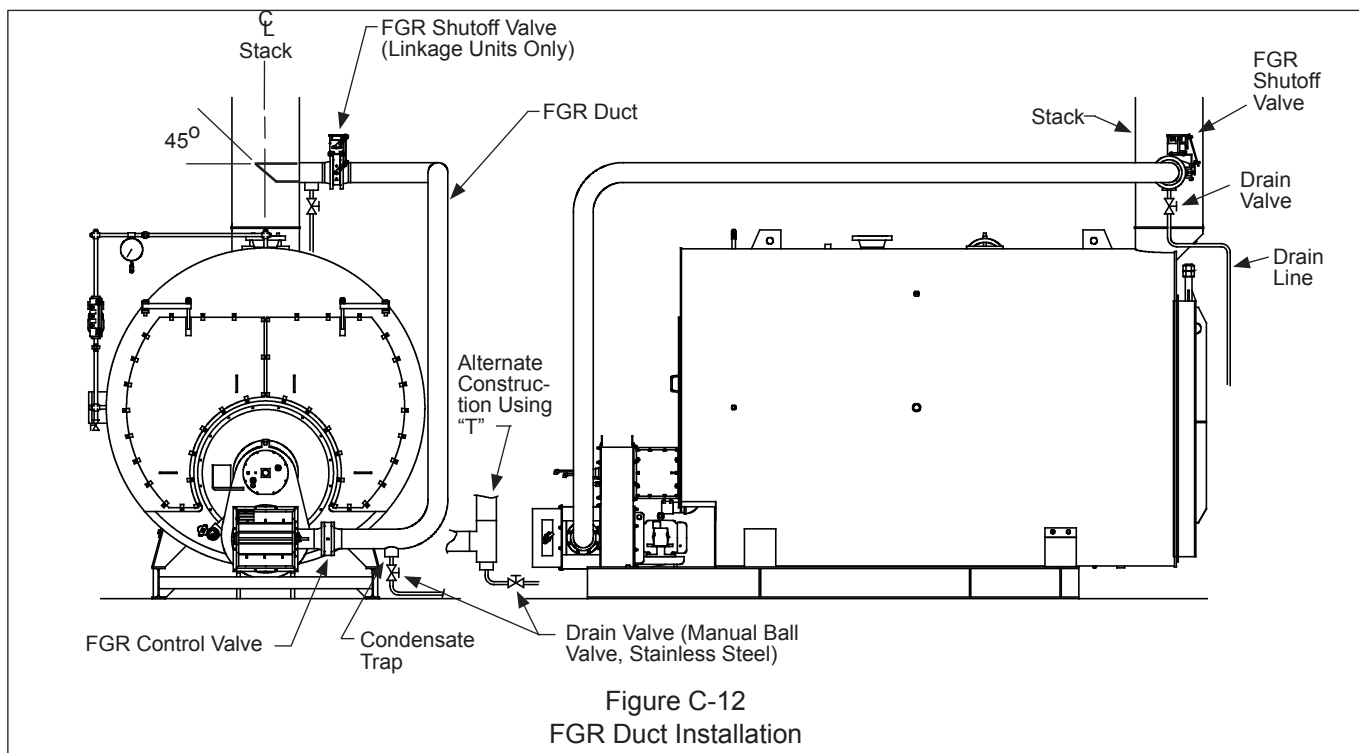 ℄
Stack
FGR Shutoff Valve
(Linkage Units Only)
45°
FGR Duct
Stack
FGR
Shutoff
Valve
Drain
Valve
Drain
Line
Alternate
Construc-
tion Using
“T”
FGR Control Valve
Condensate
Trap
Drain Valve (Manual Ball
Valve, Stainless Steel)
Figure C-12
FGR Duct Installation